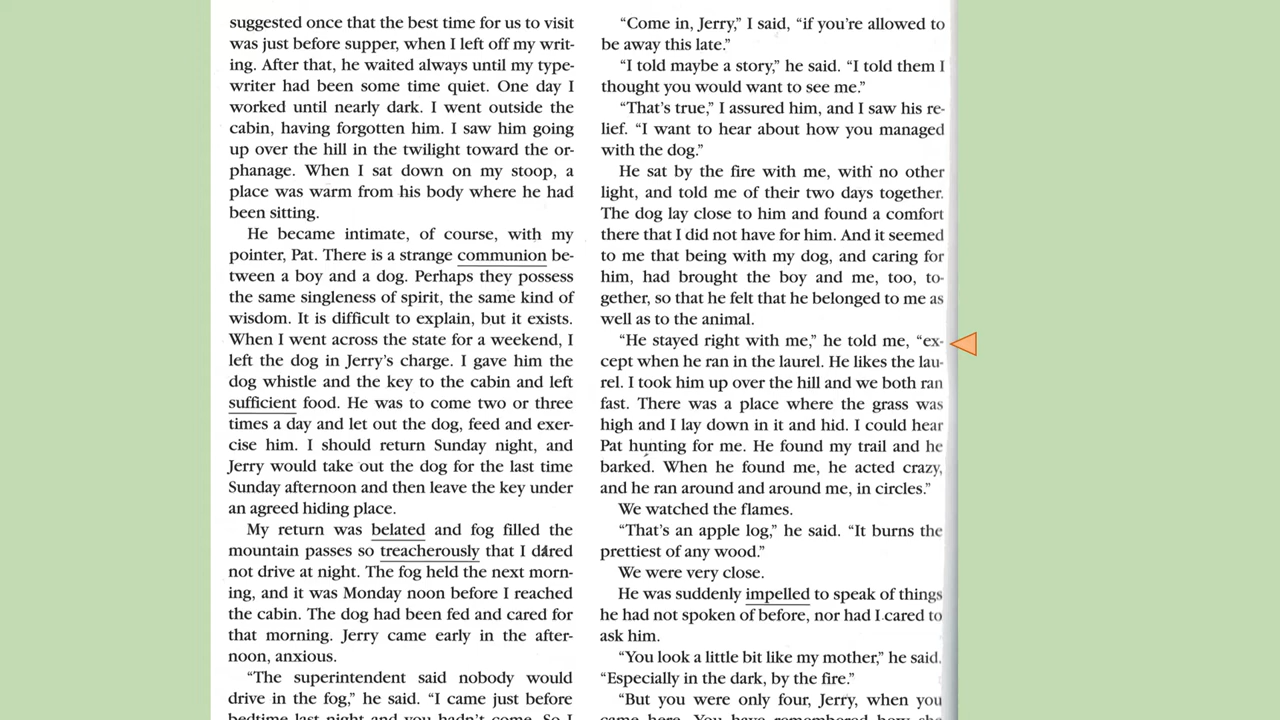 suggested once that the best time for us to visit
was just before supper, when I left off my writ-
ing. After that, he waited always until my type-
writer had been some time quiet. One day I
worked until nearly dark. I went outside the
cabin, having forgotten him. I saw him going
up over the hill in the twilight toward the or-
phanage. When I sat down on my stoop, a
place was warm from his body where he had
been sitting.
He became intimate, of course, with my
pointer, Pat. There is a strange communion be-
tween a boy and a dog. Perhaps they possess
the same singleness of spirit, the same kind of
wisdom. It is difficult to explain, but it exists.
When I went across the state for a weekend, I
left the dog in Jerry's charge. I gave him the
dog whistle and the key to the cabin and left
sufficient food. He was to come two or three
times a day and let out the dog, feed and exer-
cise him. I should return Sunday night, and
Jerry would take out the dog for the last time
Sunday afternoon and then leave the key under
an agreed hiding place.
My return was belated and fog filled the
mountain passes so treacherously that I dared
not drive at night. The fog held the next morn-
ing, and it was Monday noon before I reached
the cabin. The dog had been fed and cared for
that morning. Jerry came early in the after-
noon, anxious.
“The superintendent said nobody would
drive in the fog,” he said. “I came just before
bedtime last night and you hadn't come. So I
“Come in, Jerry,” I said, “if you're allowed to
be away this late.”
“I told maybe a story,” he said. “I told them I
thought you would want to see me.”
“That's true,” I assured him, and I saw his re-
lief. “I want to hear about how you managed
with the dog.”
He sat by the fire with me, with no other
light, and told me of their two days together.
The dog lay close to him and found a comfort
there that I did not have for him. And it seemed
to me that being with my dog, and caring for
him, had brought the boy and me, too, to-
gether, so that he felt that he belonged to me as
well as to the animal.
“He stayed right with me,” he told me, “ex-
cept when he ran in the laurel. He likes the lau-
rel. I took him up over the hill and we both ran
fast. There was a place where the grass was
high and I lay down in it and hid. I could hear
Pat hunting for me. He found my trail and he
barked. When he found me, he acted crazy,
and he ran around and around me, in circles.”
We watched the flames.
“That's an apple log,” he said. “It burns the
prettiest of any wood.”
We were very close.
He was suddenly impelled to speak of things
he had not spoken of before, nor had I cared to
ask him.
“You look a little bit like my mother,” he said.
“Especially in the dark, by the fire.”
“But you were only four, Jerry, when you
came here. You have remembered how she